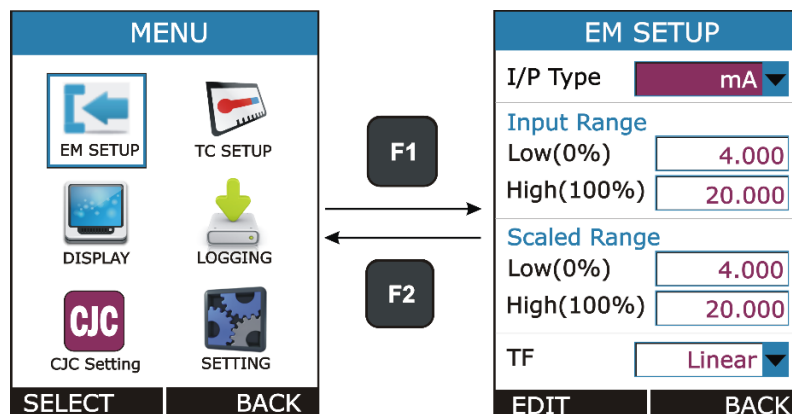 MENU
EM SETUP
TC SETUP
DISPLAY
LOGGING
CJC
CJC Setting
SETTING
SELECT
BACK
F1
F2
EM SETUP
I/P Type mA
Input Range
Low(0%) 4.000
High(100%) 20.000
Scaled Range
Low(0%) 4.000
High(100%) 20.000
TF Linear
EDIT
BACK